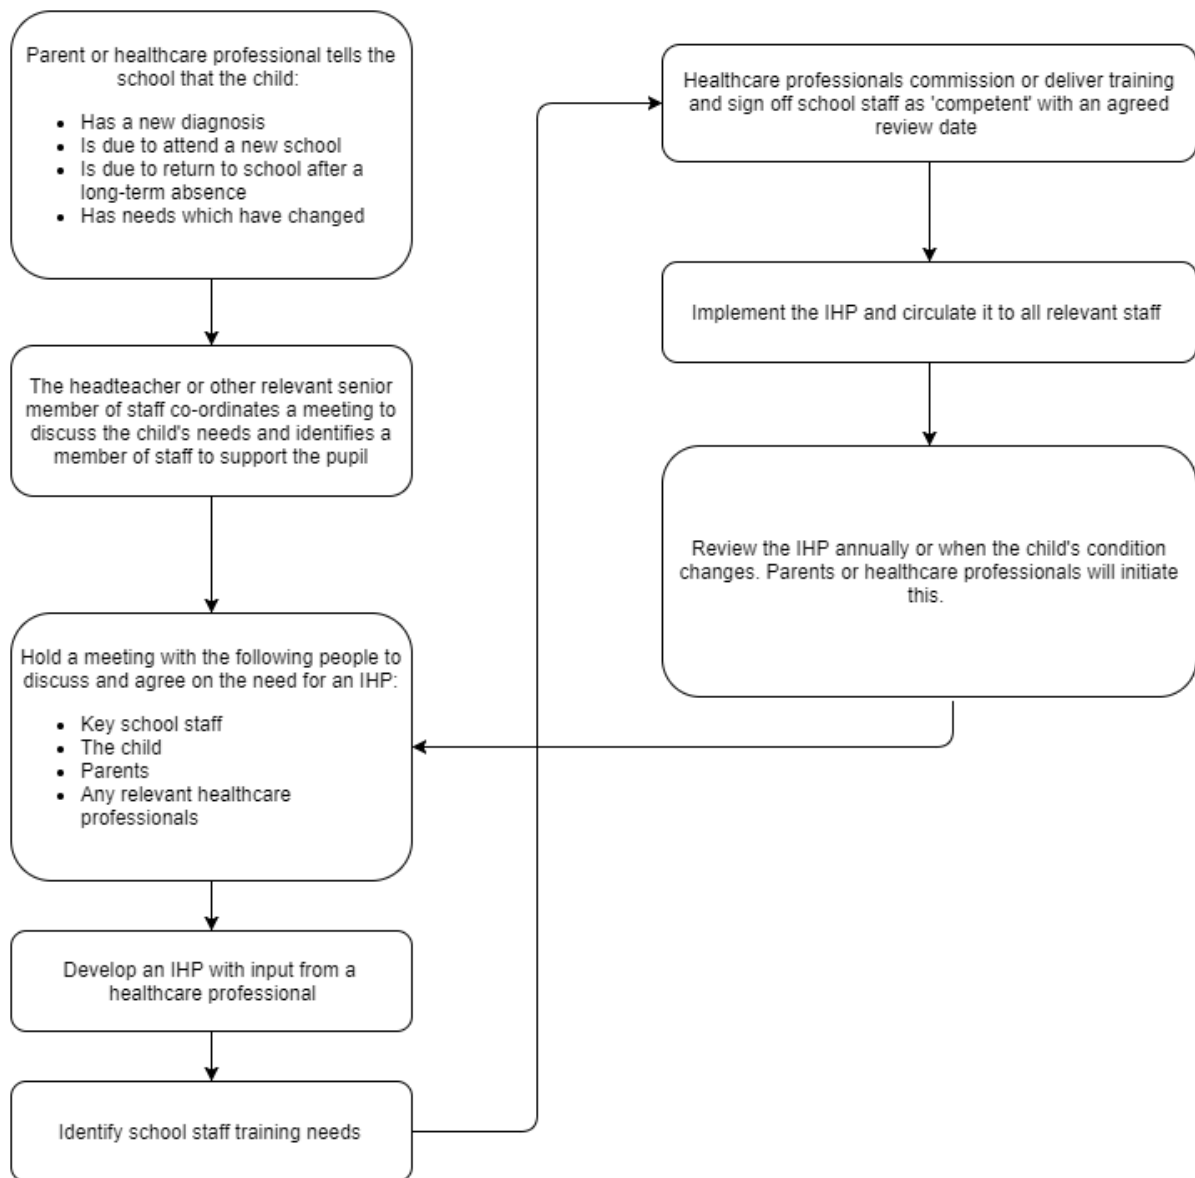 Parent or healthcare professional tells the
school that the child:
• Has a new diagnosis
• Is due to attend a new school
• Is due to return to school after a
long-term absence
• Has needs which have changed
The headteacher or other relevant senior
member of staff co-ordinates a meeting to
discuss the child's needs and identifies a
member of staff to support the pupil
Hold a meeting with the following people to
discuss and agree on the need for an IHP:
• Key school staff
• The child
• Parents
• Any relevant healthcare
professionals
Develop an IHP with input from a
healthcare professional
Identify school staff training needs
Healthcare professionals commission or deliver training
and sign off school staff as 'competent' with an agreed
review date
Implement the IHP and circulate it to all relevant staff
Review the IHP annually or when the child's condition
changes. Parents or healthcare professionals will initiate
this.